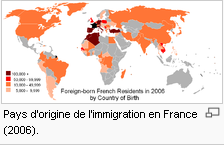 100,000 +
50,000 - 99,999
10,000 - 49,999
5,000 - 9,999
Foreign-born French Residents in 2006
by Country of Birth
Pays d'origine de l'immigration en France
(2006).